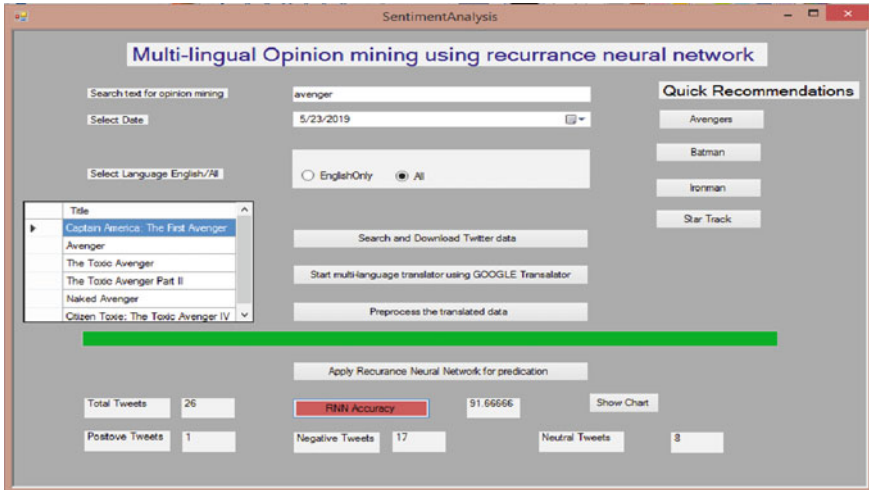 SentimentAnalysis
Multi-lingual Opinion mining using recurrance neural network
Search text for opinion mining
avenger
Quick Recommendations
Select Date
5/23/2019
Avengers
Batman
Select Language English/All
EnglishOnly
All
Ironman
Star Track
Title
Captain America: The First Avenger
Avenger
The Toxic Avenger
The Toxic Avenger Part II
Naked Avenger
Citizen Toxie: The Toxic Avenger IV
Search and Download Twitter data
Start multi-language translator using GOOGLE Transalator
Preprocess the translated data
Apply Recurance Neural Network for predication
Total Tweets
26
RNN Accuracy
91.66666
Show Chart
Postove Tweets
1
Negative Tweets
17
Neutral Tweets
8